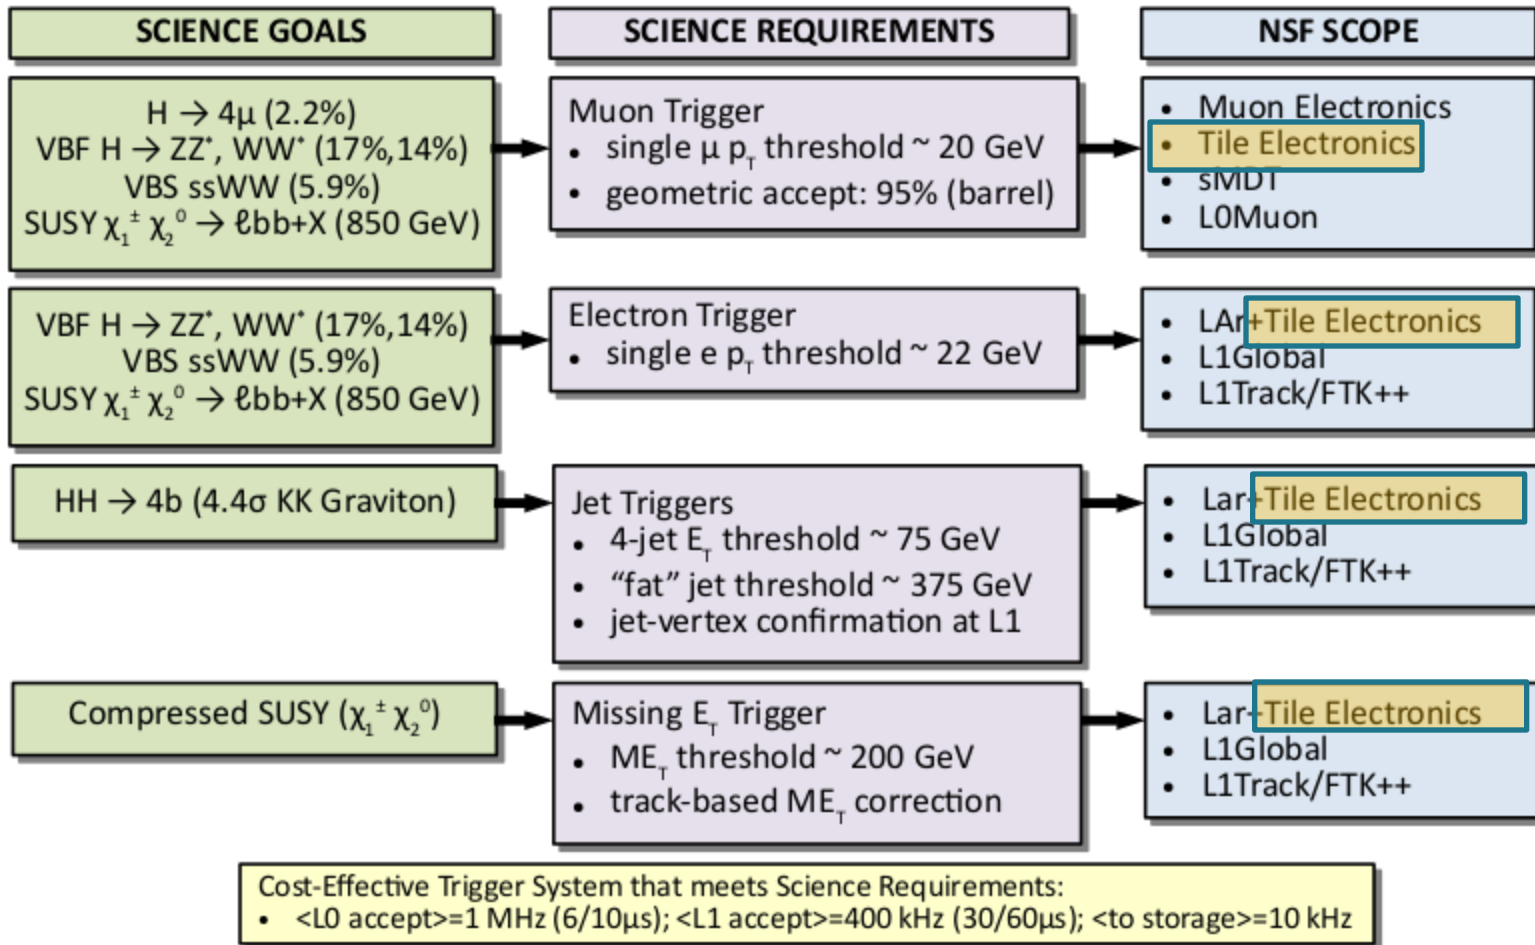 SCIENCE GOALS
SCIENCE REQUIREMENTS
NSF SCOPE
H → 4μ (2.2%)
VBF H → ZZ*, WW* (17%,14%)
VBS ssWW (5.9%)
SUSY χ₁± χ₂⁰ → ℓbb+X (850 GeV)
Muon Trigger
• single μ p_T threshold ~ 20 GeV
• geometric accept: 95% (barrel)
• Muon Electronics
• Tile Electronics
• sMDT
• L0Muon
VBF H → ZZ*, WW* (17%,14%)
VBS ssWW (5.9%)
SUSY χ₁± χ₂⁰ → ℓbb+X (850 GeV)
Electron Trigger
• single e p_T threshold ~ 22 GeV
• LAr+Tile Electronics
• L1Global
• L1Track/FTK++
HH → 4b (4.4σ KK Graviton)
Jet Triggers
• 4-jet E_T threshold ~ 75 GeV
• “fat” jet threshold ~ 375 GeV
• jet-vertex confirmation at L1
• Lar+Tile Electronics
• L1Global
• L1Track/FTK++
Compressed SUSY (χ₁± χ₂⁰)
Missing E_T Trigger
• ME_T threshold ~ 200 GeV
• track-based ME_T correction
• Lar+Tile Electronics
• L1Global
• L1Track/FTK++
Cost-Effective Trigger System that meets Science Requirements:
• <L0 accept>=1 MHz (6/10μs); <L1 accept>=400 kHz (30/60μs); <to storage>=10 kHz